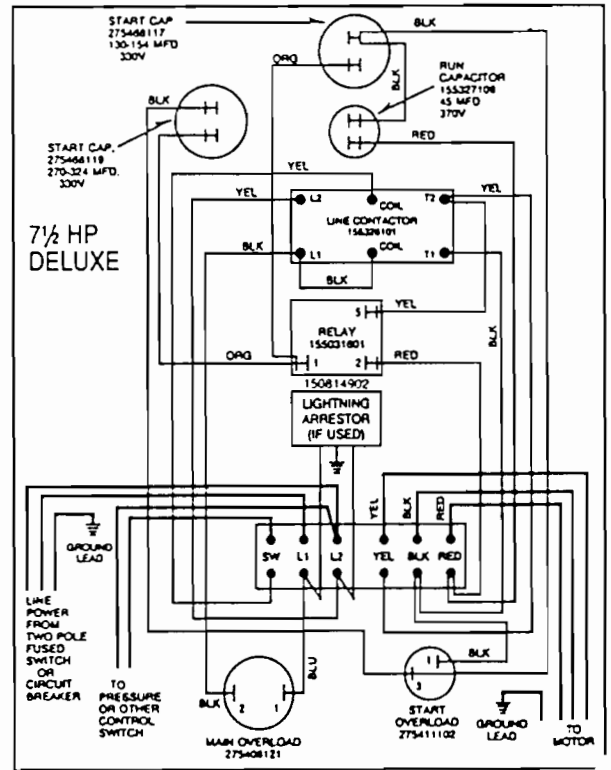 START CAP
275468117
130-154 MFD
330V
BLK
ORG
BLK
RUN
CAPACITOR
155327109
45 MFD
370V
BLK
START CAP.
275468119
270-324 MFD.
330V
RED
YEL
YEL
L2
COIL
T2
YEL
LINE CONTACTOR
155326101
7½ HP
DELUXE
BLK
L1
COIL
T1
BLK
5
YEL
RELAY
155031601
BLK
ORG
1
2
RED
150814902
LIGHTNING
ARRESTOR
(IF USED)
YEL
BLK
RED
GROUND
LEAD
SW
L1
L2
YEL
BLK
RED
LINE
POWER
FROM
TWO POLE
FUSED
SWITCH
OR
CIRCUIT
BREAKER
TO
PRESSURE
OR OTHER
CONTROL
SWITCH
BLU
BLK
BLK
2
1
1
3
MAIN OVERLOAD
275406121
START
OVERLOAD
275411102
GROUND
LEAD
TO
MOTOR